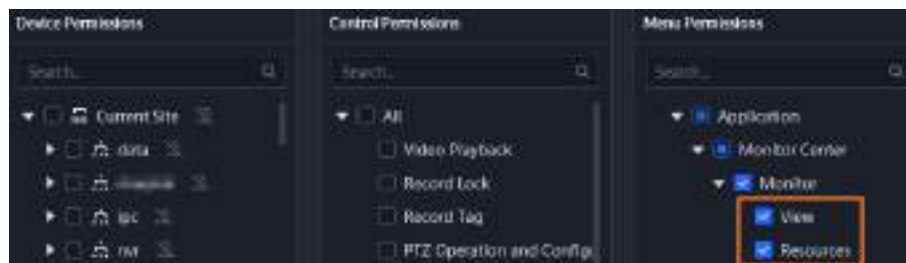 Device Permissions
Control Permissions
Menu Permissions
Search...
Search...
Search...
Current Site
All
Application
data
Video Playback
Monitor Center
Record Lock
Monitor
ipc
Record Tag
View
nvr
PTZ Operation and Configu
Resources